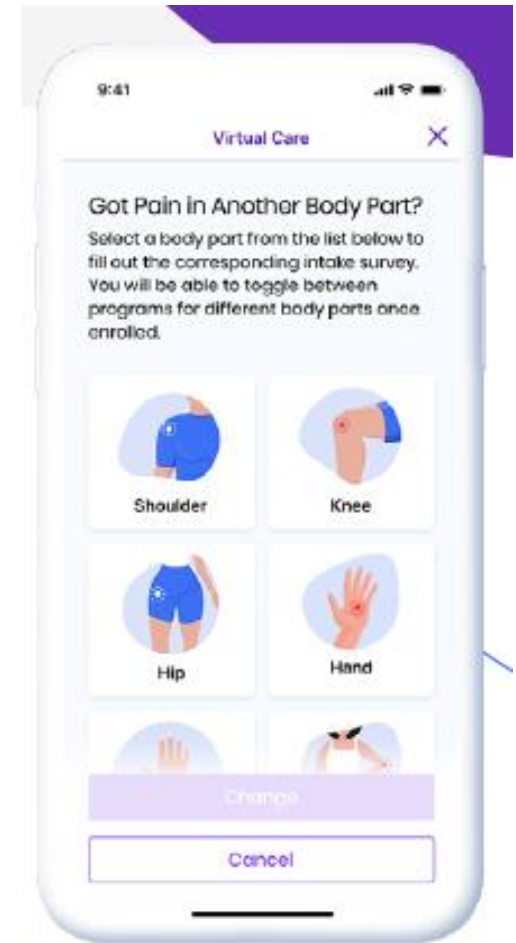 9:41
Virtual Care
Got Pain in Another Body Part?
Select a body part from the list below to
fill out the corresponding intake survey.
You will be able to toggle between
programs for different body parts once
enrolled.
Shoulder
Knee
Hip
Hand
Change
Cancel